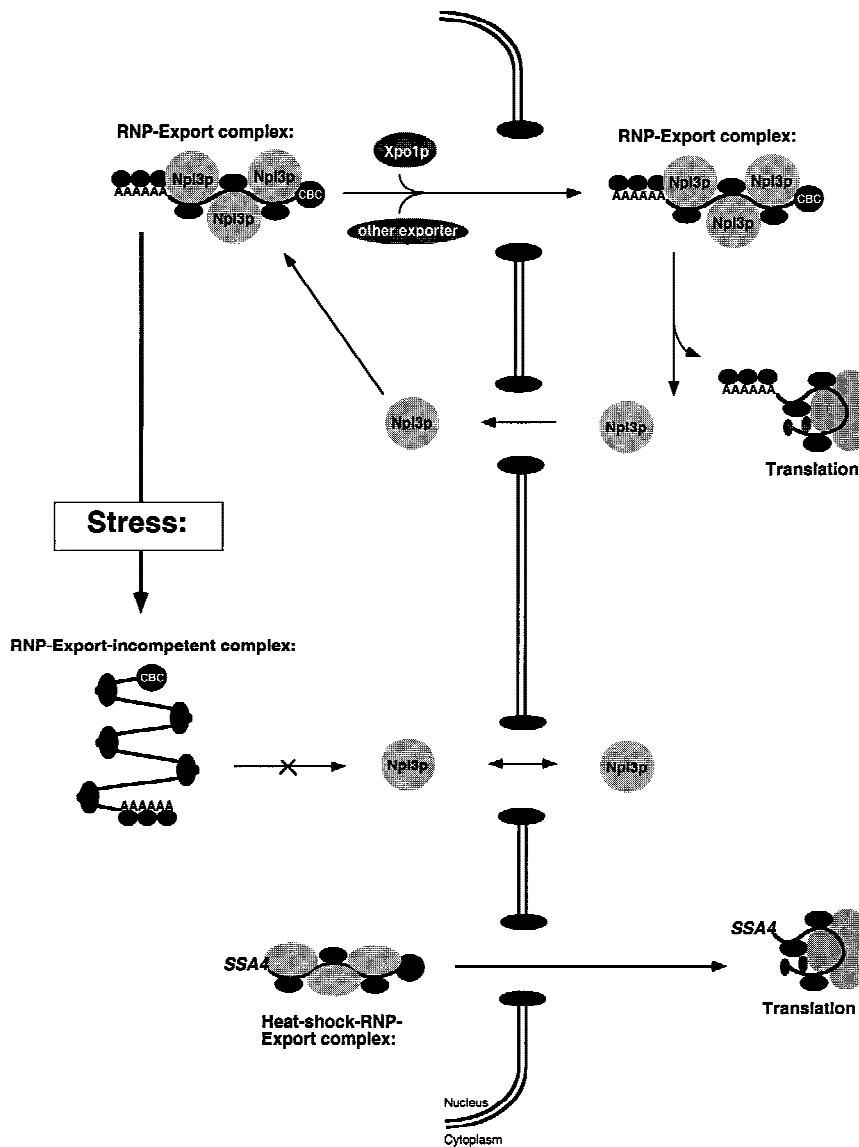 RNP-Export complex:
Npl3p
Npl3p
Npl3p
AAAAAA
CBC
Xpo1p
other exporter
RNP-Export complex:
Npl3p
Npl3p
Npl3p
AAAAAA
CBC
Npl3p
Npl3p
AAAAAA
Translation
Stress:
RNP-Export-incompetent complex:
CBC
AAAAAA
Npl3p
Npl3p
SSA4
Heat-shock-RNP-
Export complex:
SSA4
Translation
Nucleus
Cytoplasm